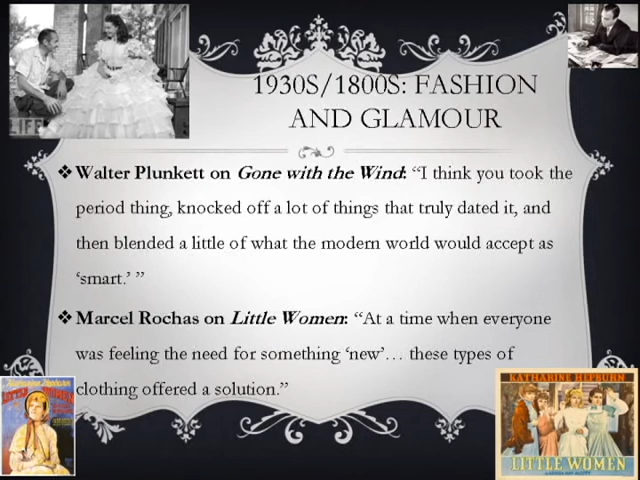 1930S/1800S: FASHION
AND GLAMOUR
❖Walter Plunkett on Gone with the Wind: “I think you took the
period thing, knocked off a lot of things that truly dated it, and
then blended a little of what the modern world would accept as
‘smart.’ ”
❖Marcel Rochas on Little Women: “At a time when everyone
was feeling the need for something ‘new’… these types of
clothing offered a solution.”
LIFE
LITTLE WOMEN
KATHARINE HEPBURN
LITTLE WOMEN